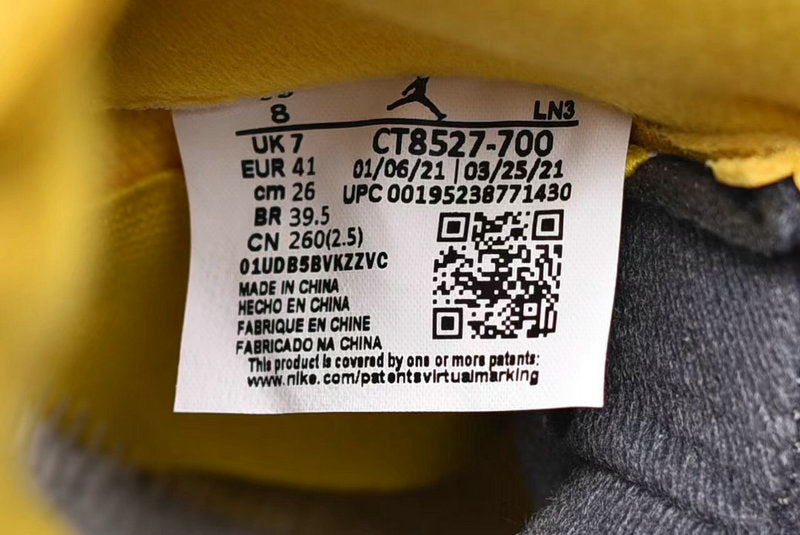 8
LN3
UK 7
CT8527-700
EUR 41
01/06/21 | 03/25/21
cm 26
UPC 00195238771430
BR 39.5
CN 260(2.5)
01UDB5BVKZZVC
MADE IN CHINA
HECHO EN CHINA
FABRIQUE EN CHINE
FABRICADO NA CHINA
This product is covered by one or more patents:
www.nike.com/patentsvirtualmarking